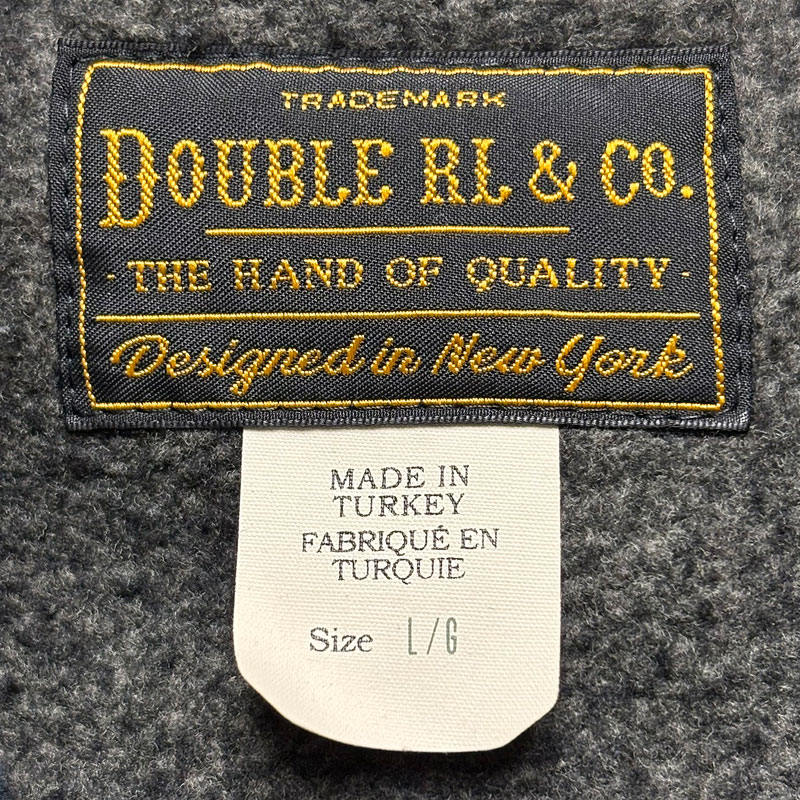 TRADEMARK
DOUBLE RL & CO.
- THE HAND OF QUALITY -
Designed in New York
MADE IN
TURKEY
FABRIQUÉ EN
TURQUIE
Size L/G